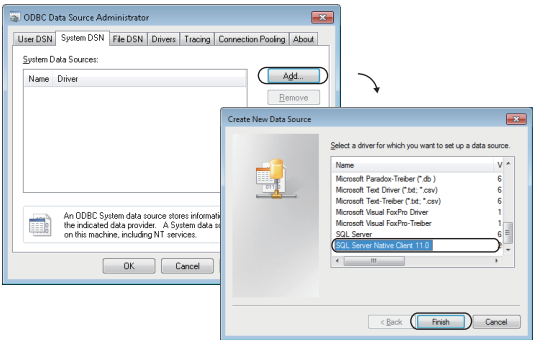 ODBC Data Source Administrator
User DSN System DSN File DSN Drivers Tracing Connection Pooling About
System Data Sources:
Name Driver
Add...
Remove
An ODBC System data source stores informati
the indicated data provider. A System data s
on this machine, including NT services.
OK Cancel
Create New Data Source
Select a driver for which you want to set up a data source.
Name V
Microsoft Paradox-Treiber (*.db ) 6
Microsoft Text Driver (*.txt; *.csv) 6
Microsoft Text-Treiber (*.txt; *.csv) 6
Microsoft Visual FoxPro Driver 1
Microsoft Visual FoxPro-Treiber 1
SQL Server 6
SQL Server Native Client 11.0
< Back Finish Cancel